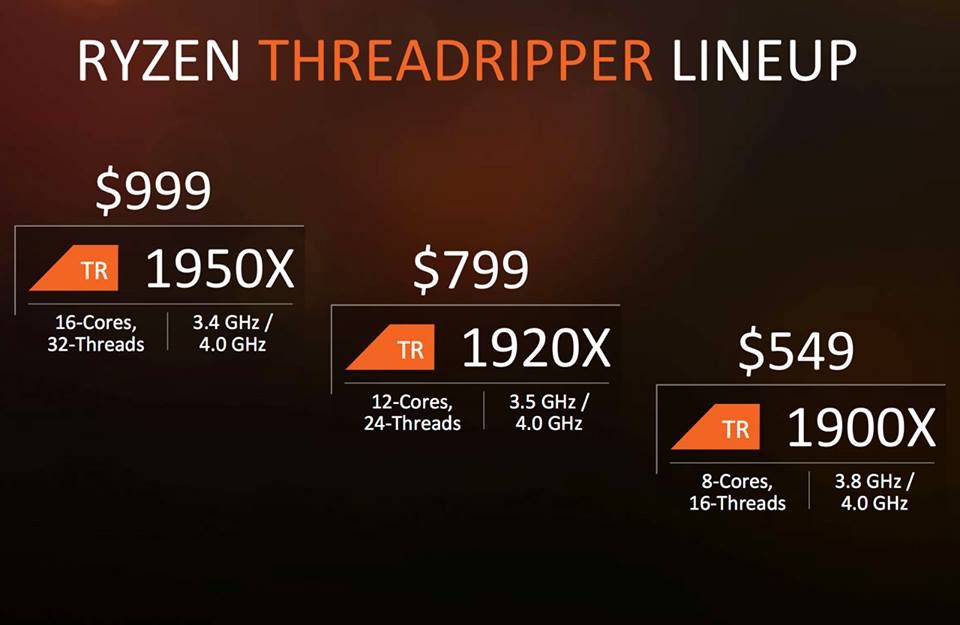 RYZEN THREADRIPPER LINEUP
$999
TR 1950X
16-Cores,
32-Threads
3.4 GHz /
4.0 GHz
$799
TR 1920X
12-Cores,
24-Threads
3.5 GHz /
4.0 GHz
$549
TR 1900X
8-Cores,
16-Threads
3.8 GHz /
4.0 GHz